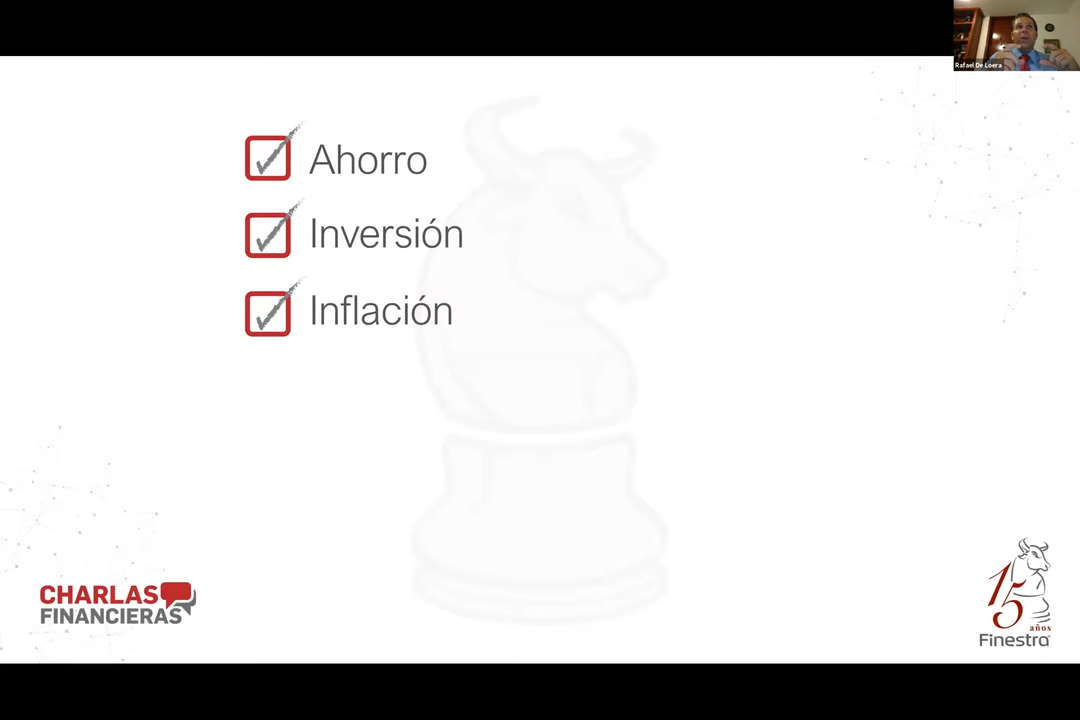 Rafael De Loera
Ahorro
Inversión
Inflación
CHARLAS
FINANCIERAS
15
años
Finestra